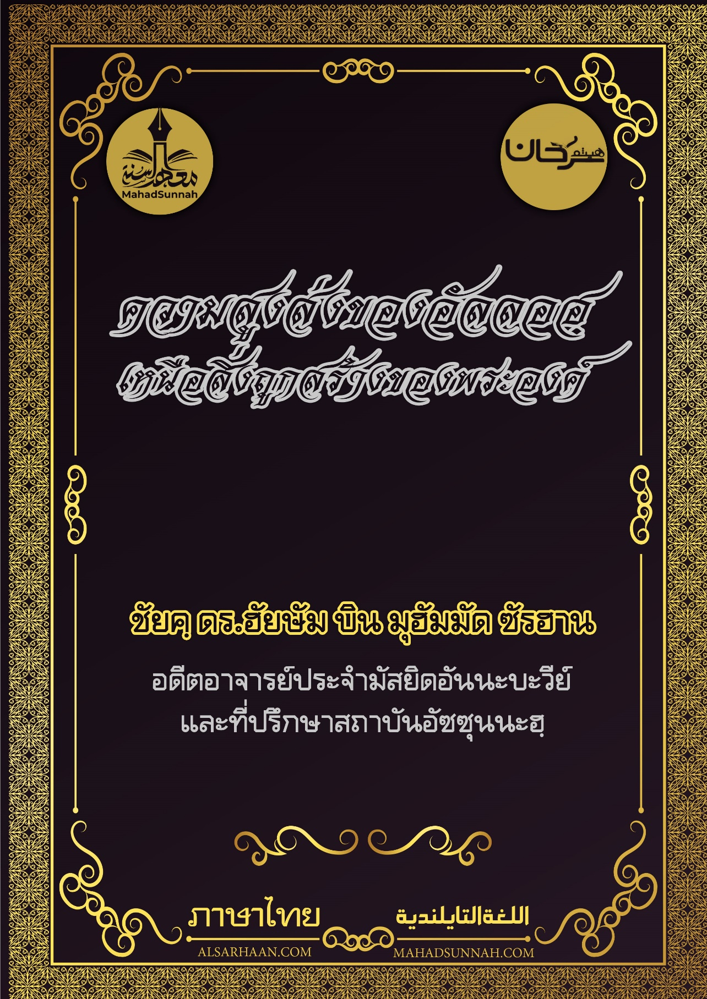 معهد السنة
MahadSunnah
هيثم سرحان
ความสูงส่งของอัลลอฮฺ
เหนือสิ่งถูกสร้างของพระองค์
ชัยคฺ ดร.ฮัยษัม บิน มุฮัมมัด ซัรฮาน
อดีตอาจารย์ประจำมัสยิดอันนะบะวีย์
และที่ปรึกษาสถาบันอัซซุนนะฮฺ
ภาษาไทย
اللغة التايلندية
ALSARHAAN.COM
MAHADSUNNAH.COM